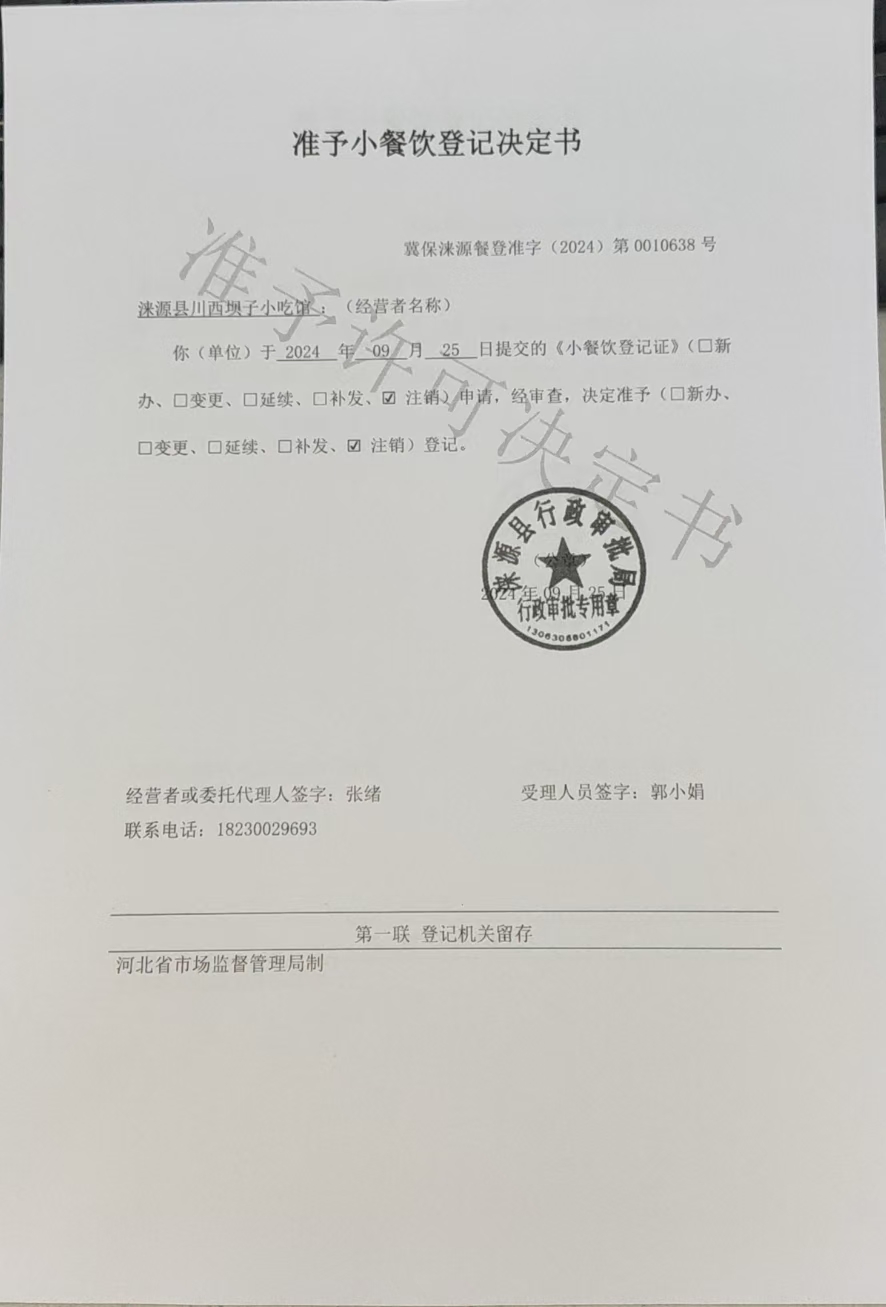 准予小餐饮登记决定书
冀保涞源餐登准字（2024）第 0010638 号
涞源县川西坝子小吃馆：（经营者名称）
你（单位）于 2024 年 09 月 25 日提交的《小餐饮登记证》（□新
办、□变更、□延续、□补发、☑ 注销）申请，经审查，决定准予（□新办、
□变更、□延续、□补发、☑ 注销）登记。
准予许可决定书
涞源县行政审批局
（公章）
2024 年 09 月 25 日
行政审批专用章
1306306801171
经营者或委托代理人签字：张绪
受理人员签字：郭小娟
联系电话：18230029693
第一联 登记机关留存
河北省市场监督管理局制